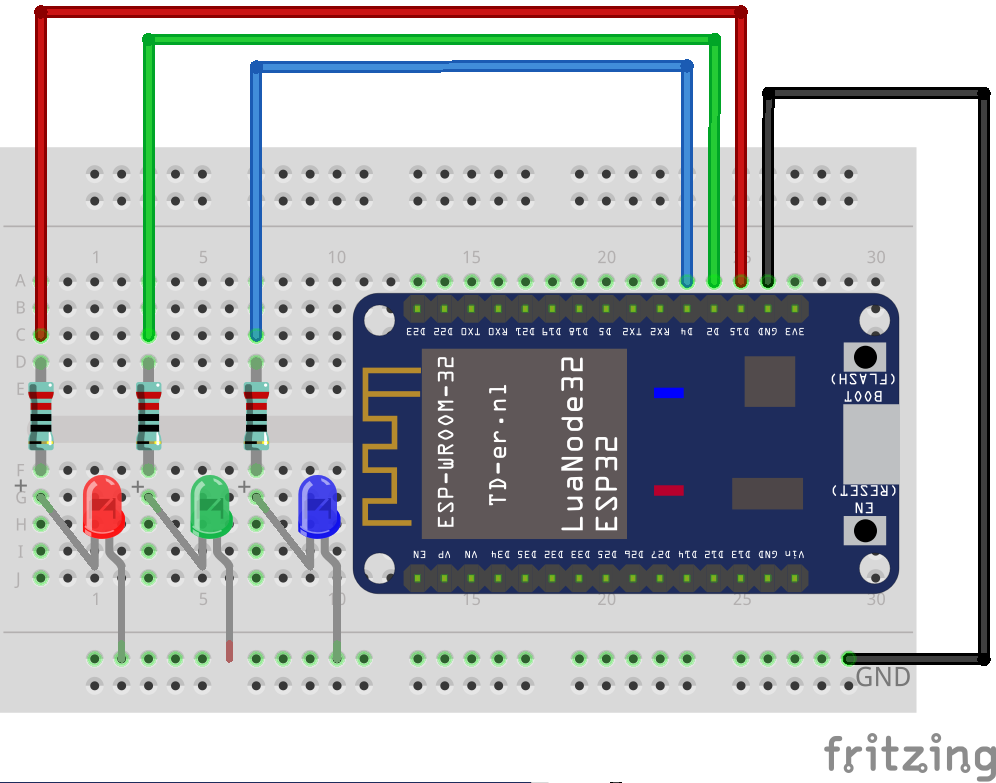 1 5 10 15 20 25 30
A
B
C
D
E
F
G
H
I
J
+ + +
D23 D22 TXD RXD D21 D19 D18 D5 TX2 RX2 D4 D2 D15 GND 3V3
ESP-WROOM-32
TD-er.nl
LuaNode32
ESP32
(FLASH)
BOOT
(RESET)
EN
EN VP VN D34 D35 D32 D33 D25 D26 D27 D14 D12 D13 GND Vin
1 5 10 15 20 25 30
GND
fritzing